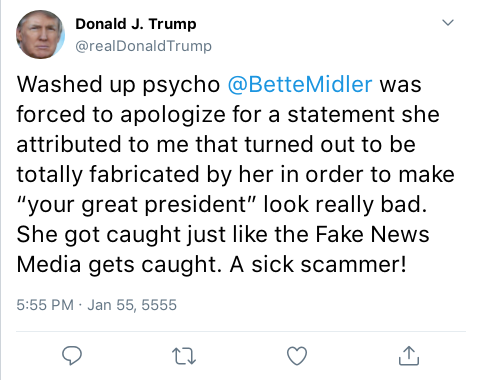 Donald J. Trump
@realDonaldTrump
Washed up psycho @BetteMidler was
forced to apologize for a statement she
attributed to me that turned out to be
totally fabricated by her in order to make
“your great president” look really bad.
She got caught just like the Fake News
Media gets caught. A sick scammer!
5:55 PM · Jan 55, 5555